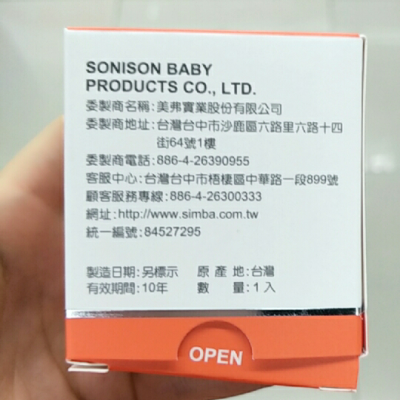 SONISON BABY
PRODUCTS CO., LTD.
委製商名稱:美弗實業股份有限公司
委製商地址:台灣台中市沙鹿區六路里六路十四
街64號1樓
委製商電話:886-4-26390955
客服中心:台灣台中市梧棲區中華路一段899號
顧客服務專線:886-4-26300333
網址:http://www.simba.com.tw
統一編號:84527295
製造日期:另標示 原產地:台灣
有效期間:10年 數量:1入
OPEN